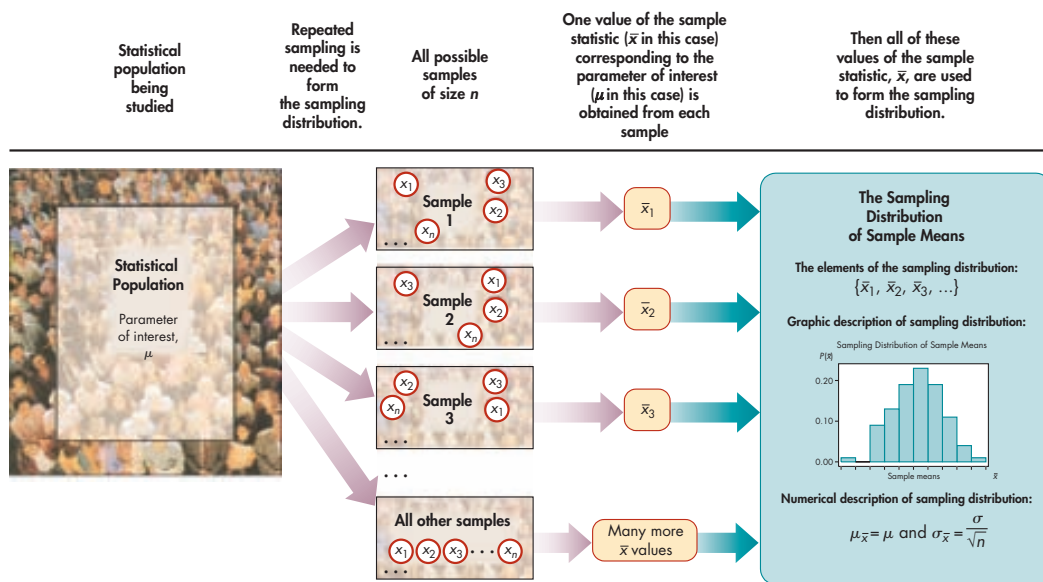 Statistical
population
being
studied
Repeated
sampling is
needed to
form
the sampling
distribution.
All possible
samples
of size n
One value of the sample
statistic (x̄ in this case)
corresponding to the
parameter of interest
(μ in this case) is
obtained from each
sample
Then all of these
values of the sample
statistic, x̄, are used
to form the sampling
distribution.
Statistical
Population
Parameter
of interest,
μ
x₁
x₃
Sample
1
x₂
xₙ
...
x̄₁
x₃
x₁
Sample
2
x₂
xₙ
...
x̄₂
x₂
x₃
xₙ
Sample
3
x₁
...
x̄₃
...
All other samples
x₁ x₂ x₃ ... xₙ
...
Many more
x̄ values
The Sampling
Distribution
of Sample Means
The elements of the sampling distribution:
{x̄₁, x̄₂, x̄₃, ...}
Graphic description of sampling distribution:
Sampling Distribution of Sample Means
P(x̄)
0.20
0.10
0.00
Sample means x̄
Numerical description of sampling distribution:
μx̄ = μ and σx̄ = σ/√n